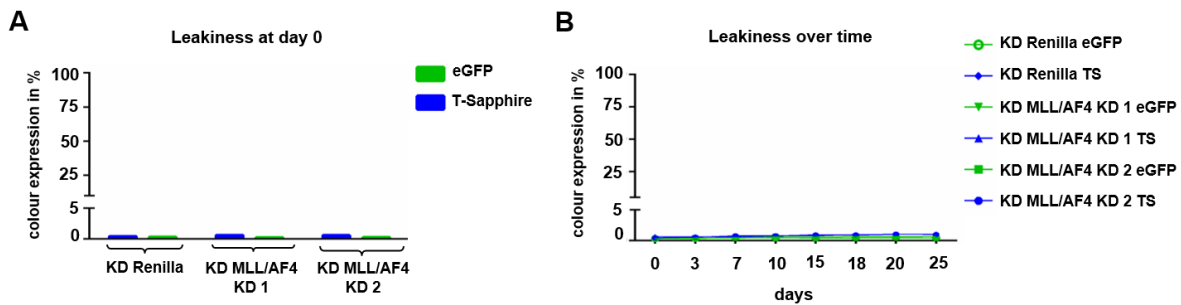 A
Leakiness at day 0
colour expression in %
100
75
50
25
5
0
KD Renilla
KD MLL/AF4
KD 1
KD MLL/AF4
KD 2
eGFP
T-Sapphire
B
Leakiness over time
colour expression in %
100
75
50
25
5
0
0 3 7 10 15 18 20 25
days
KD Renilla eGFP
KD Renilla TS
KD MLL/AF4 KD 1 eGFP
KD MLL/AF4 KD 1 TS
KD MLL/AF4 KD 2 eGFP
KD MLL/AF4 KD 2 TS